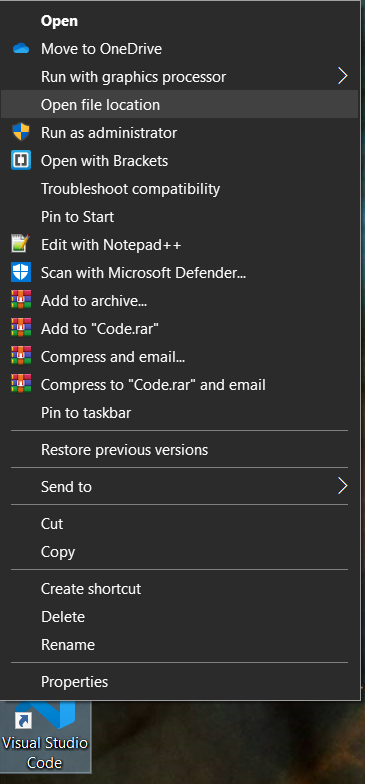 Open
Move to OneDrive
Run with graphics processor
Open file location
Run as administrator
Open with Brackets
Troubleshoot compatibility
Pin to Start
Edit with Notepad++
Scan with Microsoft Defender...
Add to archive...
Add to "Code.rar"
Compress and email...
Compress to "Code.rar" and email
Pin to taskbar
Restore previous versions
Send to
Cut
Copy
Create shortcut
Delete
Rename
Properties
Visual Studio
Code